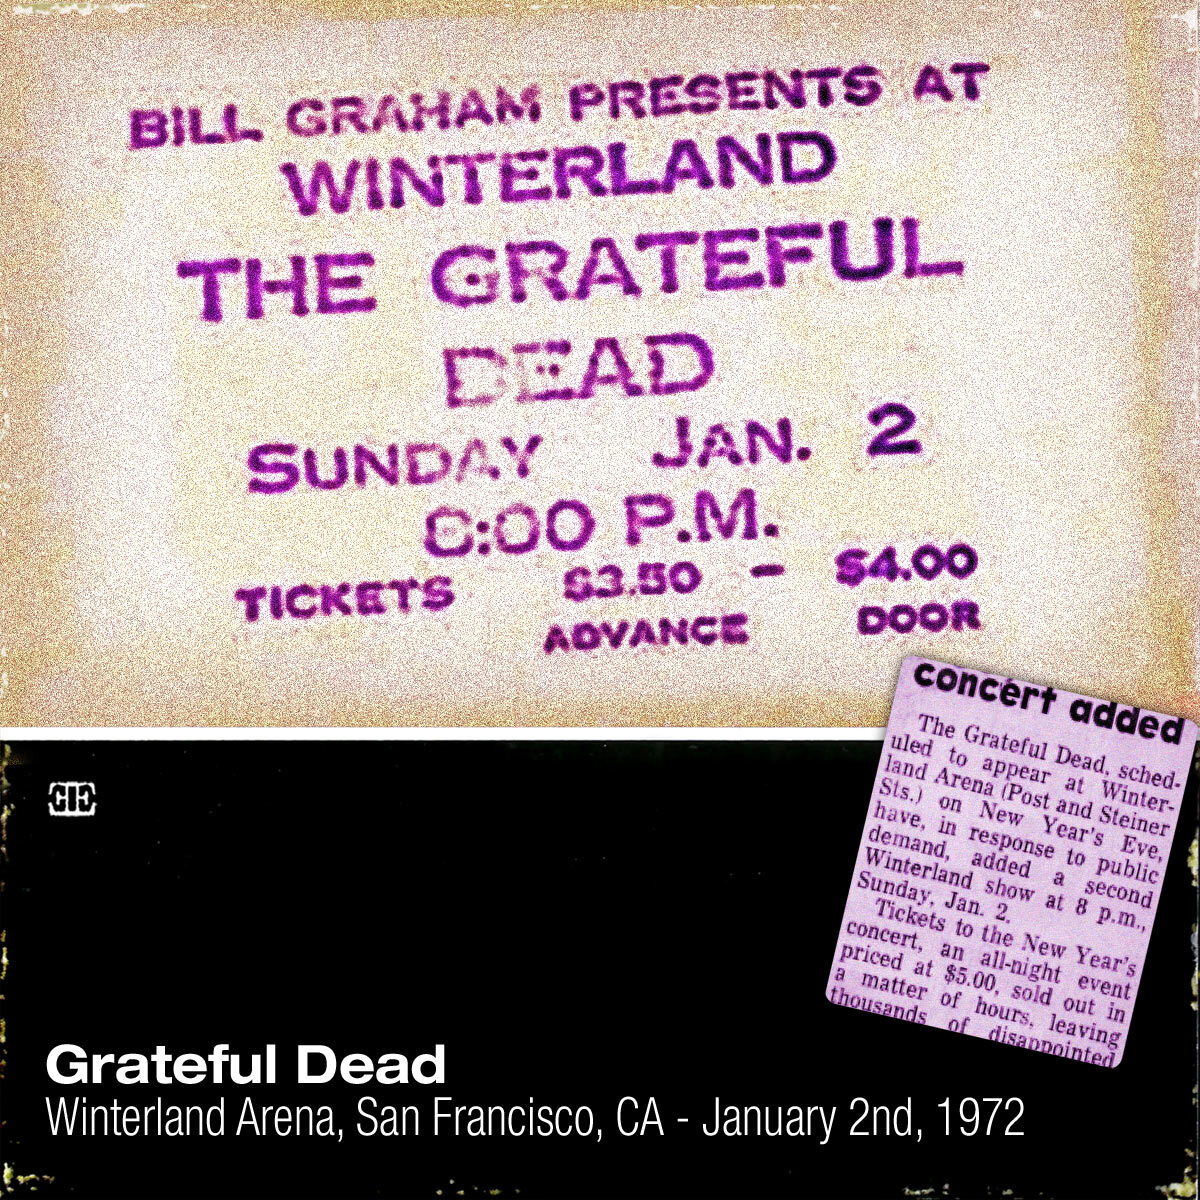 BILL GRAHAM PRESENTS AT
WINTERLAND
THE GRATEFUL
DEAD
SUNDAY JAN. 2
8:00 P.M.
TICKETS $3.50 - $4.00
ADVANCE DOOR
concert added
The Grateful Dead, sched-
uled to appear at Winter-
land Arena (Post and Steiner
Sts.) on New Year's Eve,
have, in response to public
demand, added a second
Winterland show at 8 p.m.,
Sunday, Jan. 2.
Tickets to the New Year's
concert, an all-night event
priced at $5.00, sold out in
a matter of hours, leaving
thousands of disappointed
Grateful Dead
Winterland Arena, San Francisco, CA - January 2nd, 1972